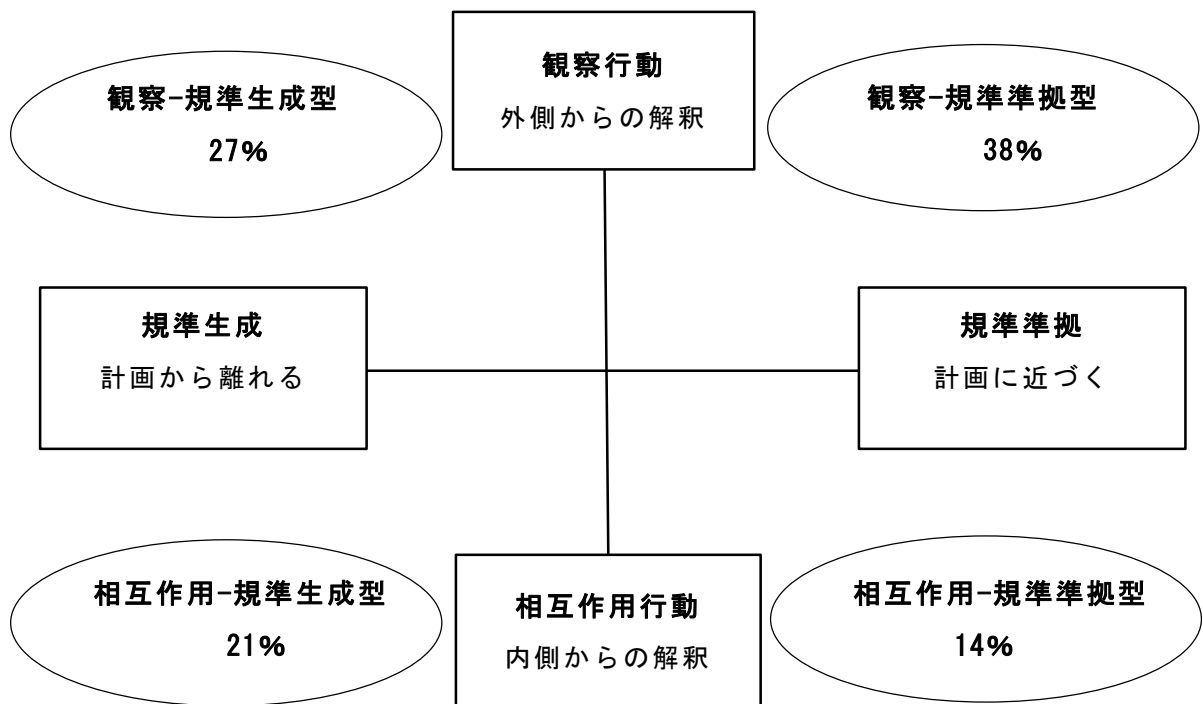 観察行動
外側からの解釈
観察-規準生成型
27%
観察-規準準拠型
38%
規準生成
計画から離れる
規準準拠
計画に近づく
相互作用-規準生成型
21%
相互作用行動
内側からの解釈
相互作用-規準準拠型
14%